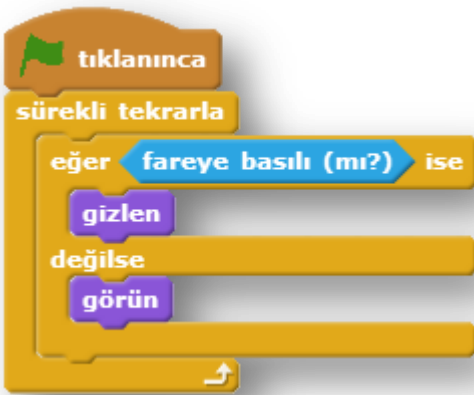 tıklanınca
sürekli tekrarla
eğer fareye basılı (mı?) ise
gizlen
değilse
görün